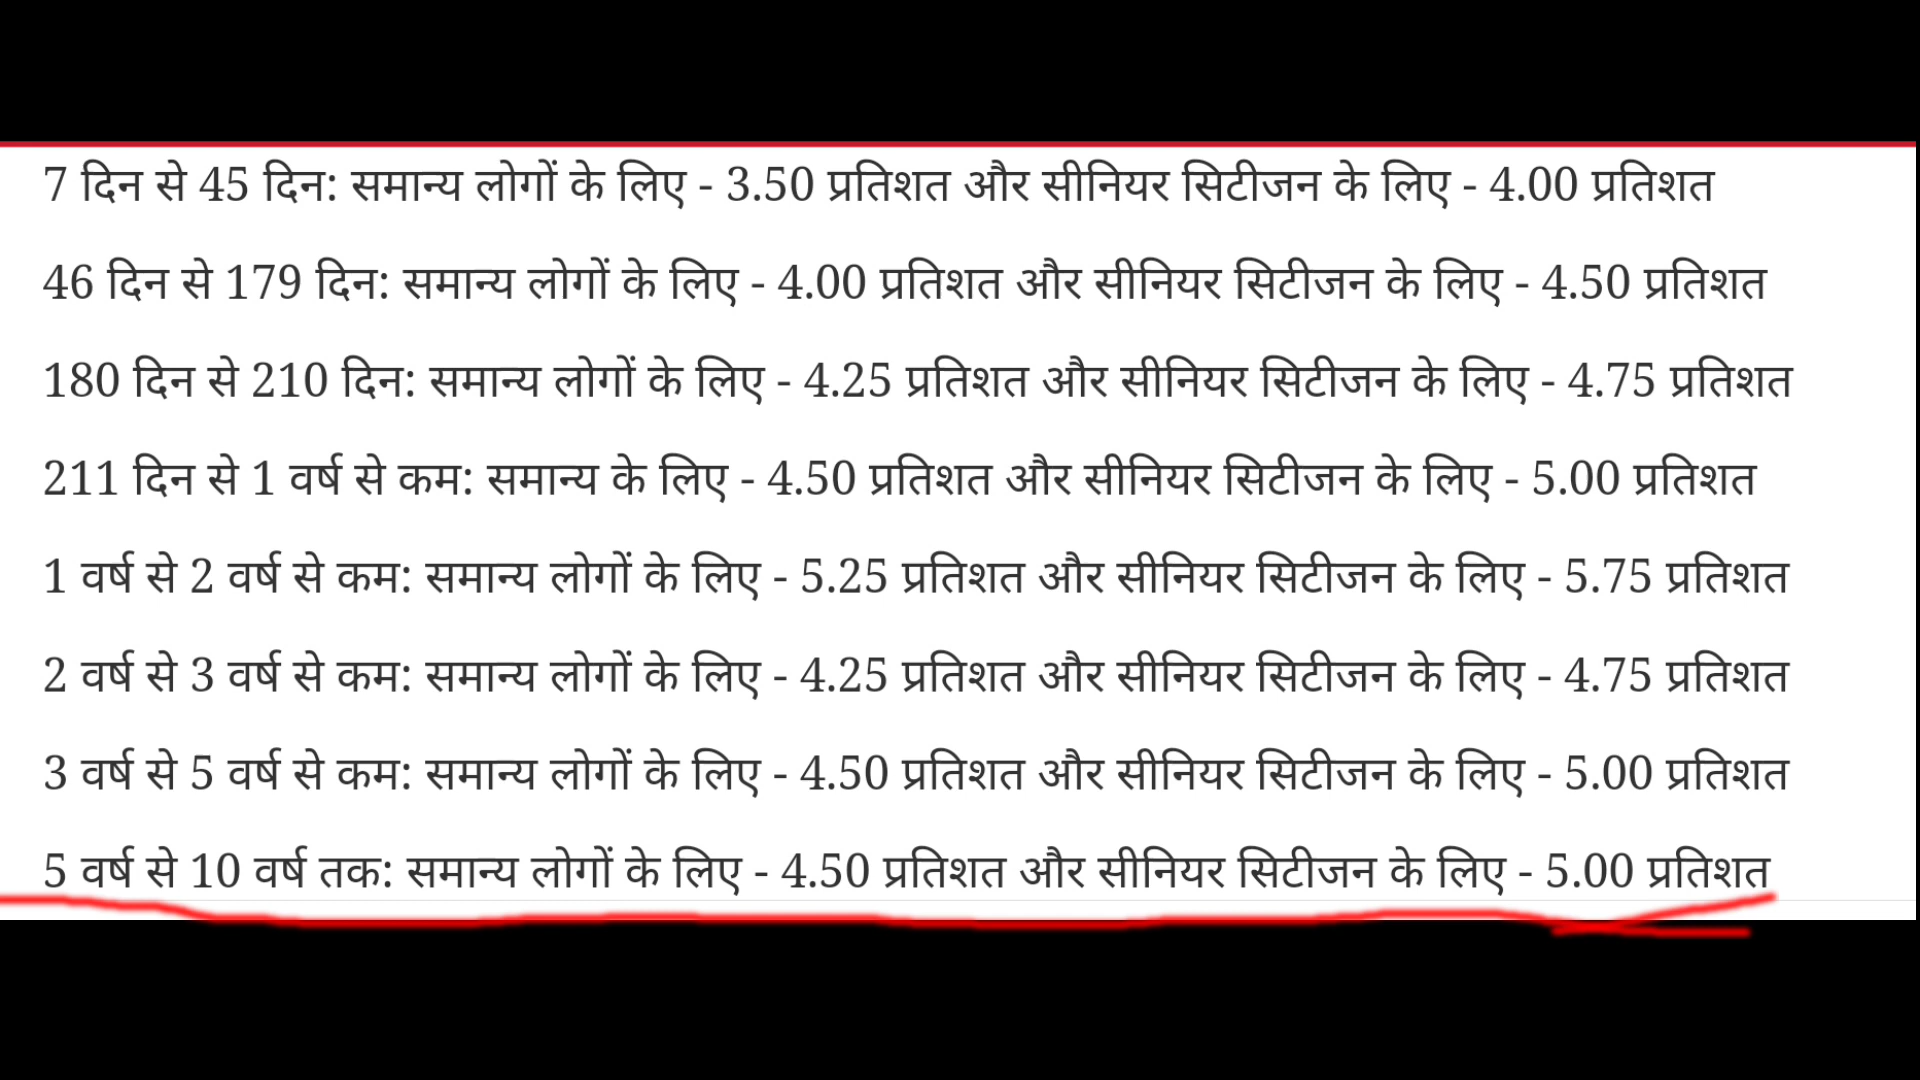 7 दिन से 45 दिन: समान्य लोगों के लिए - 3.50 प्रतिशत और सीनियर सिटीजन के लिए - 4.00 प्रतिशत
46 दिन से 179 दिन: समान्य लोगों के लिए - 4.00 प्रतिशत और सीनियर सिटीजन के लिए - 4.50 प्रतिशत
180 दिन से 210 दिन: समान्य लोगों के लिए - 4.25 प्रतिशत और सीनियर सिटीजन के लिए - 4.75 प्रतिशत
211 दिन से 1 वर्ष से कम: समान्य के लिए - 4.50 प्रतिशत और सीनियर सिटीजन के लिए - 5.00 प्रतिशत
1 वर्ष से 2 वर्ष से कम: समान्य लोगों के लिए - 5.25 प्रतिशत और सीनियर सिटीजन के लिए - 5.75 प्रतिशत
2 वर्ष से 3 वर्ष से कम: समान्य लोगों के लिए - 4.25 प्रतिशत और सीनियर सिटीजन के लिए - 4.75 प्रतिशत
3 वर्ष से 5 वर्ष से कम: समान्य लोगों के लिए - 4.50 प्रतिशत और सीनियर सिटीजन के लिए - 5.00 प्रतिशत
5 वर्ष से 10 वर्ष तक: समान्य लोगों के लिए - 4.50 प्रतिशत और सीनियर सिटीजन के लिए - 5.00 प्रतिशत